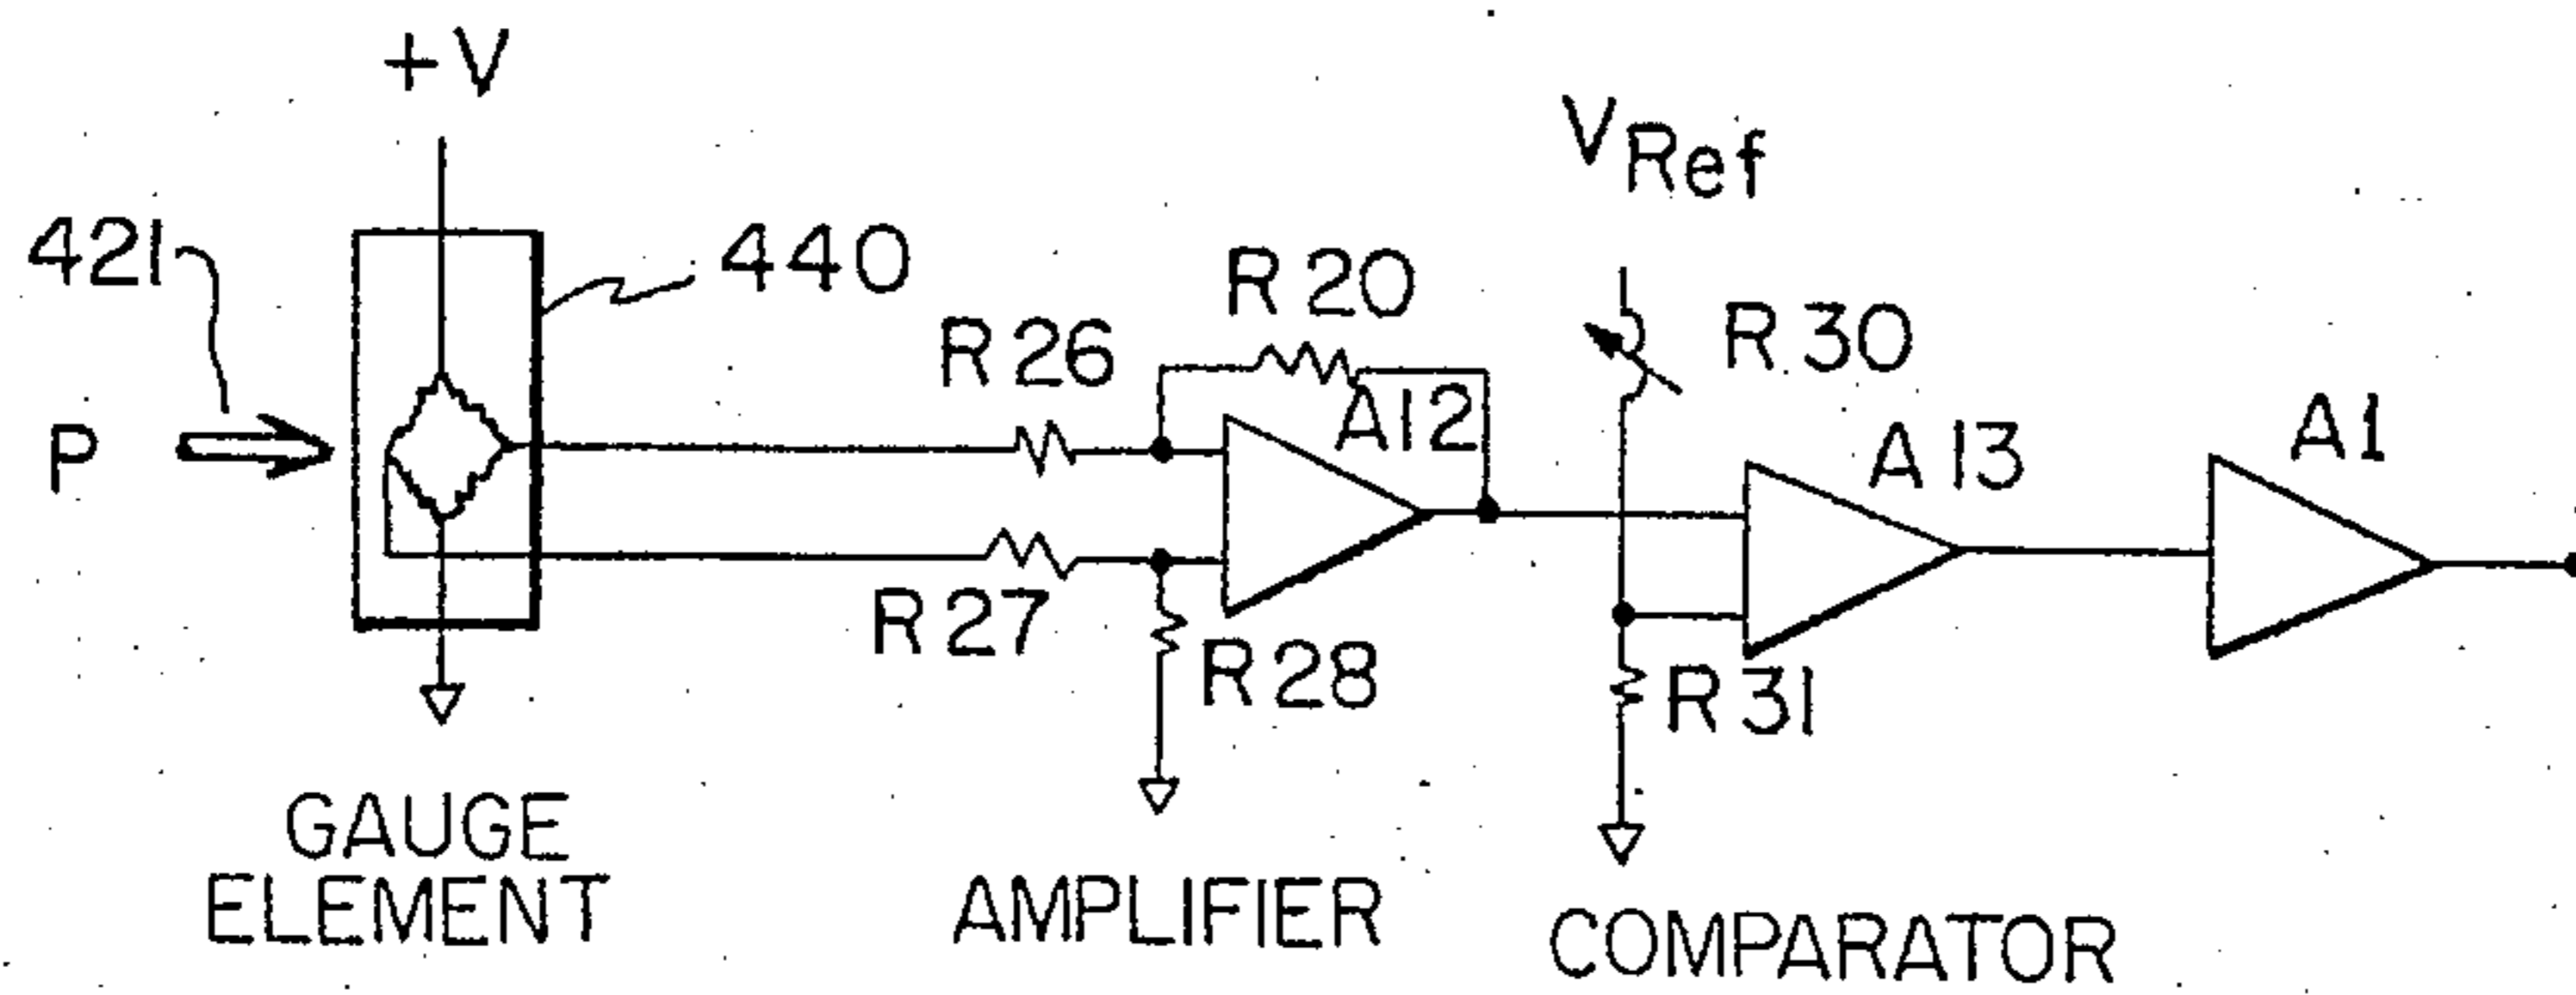 +V
421
440
P
R26
R20
A12
R27
R28
VRef
R30
A13
R31
A1
GAUGE
ELEMENT
AMPLIFIER
COMPARATOR